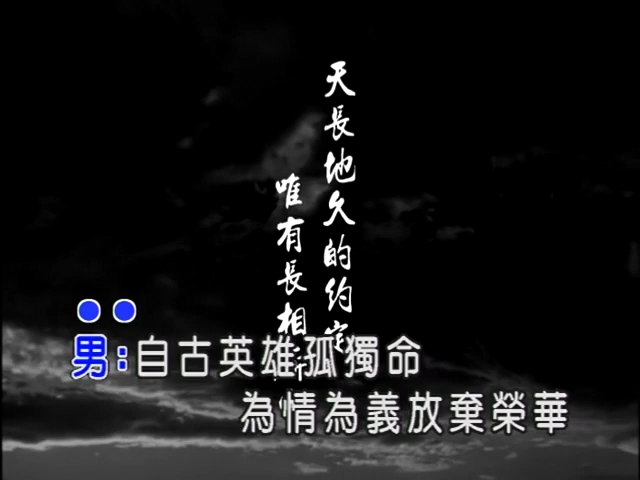 天長地久的約定
唯有長相
男:自古英雄孤獨命
為情為義放棄榮華